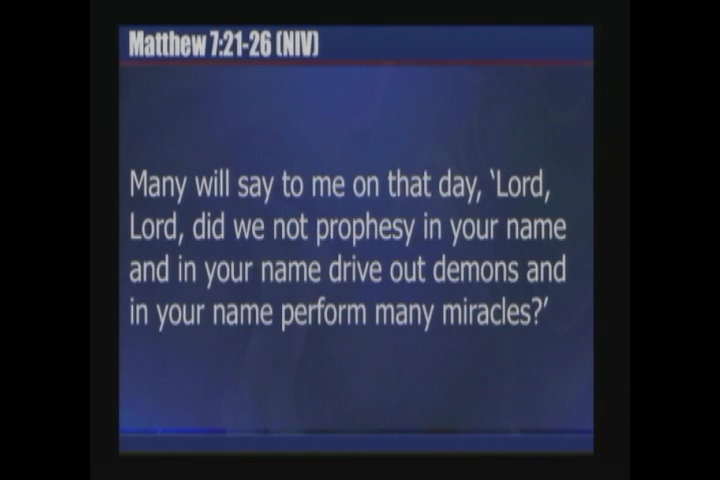 Matthew 7:21-26 (NIV)
Many will say to me on that day, ‘Lord,
Lord, did we not prophesy in your name
and in your name drive out demons and
in your name perform many miracles?’